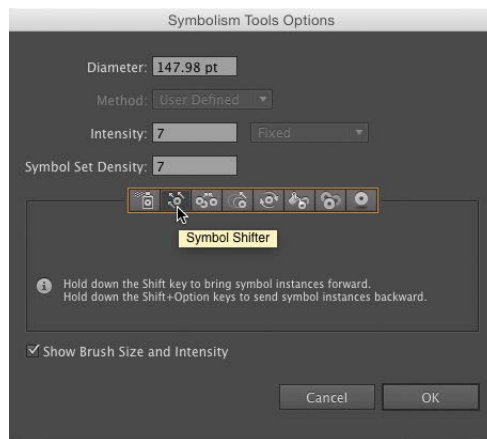 Symbolism Tools Options
Diameter: 147.98 pt
Method: User Defined
Intensity: 7 Fixed
Symbol Set Density: 7
Symbol Shifter
Hold down the Shift key to bring symbol instances forward.
Hold down the Shift+Option keys to send symbol instances backward.
Show Brush Size and Intensity
Cancel OK